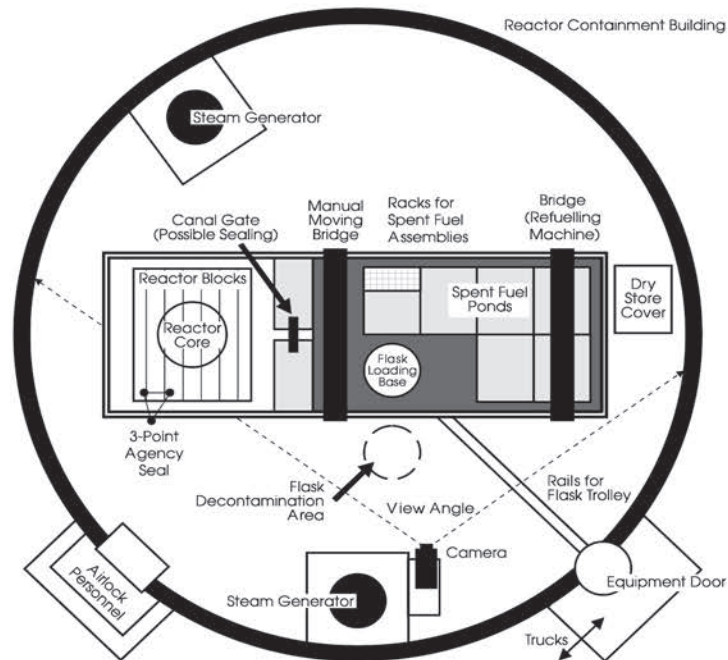 Reactor Containment Building
Steam Generator
Canal Gate
(Possible Sealing)
Manual
Moving
Bridge
Racks for
Spent Fuel
Assemblies
Bridge
(Refuelling
Machine)
Reactor Blocks
Reactor
Core
Spent Fuel
Ponds
Dry
Store
Cover
Flask
Loading
Base
3-Point
Agency
Seal
Flask
Decontamination
Area
View Angle
Rails for
Flask Trolley
Camera
Airlock
Personnel
Steam Generator
Equipment Door
Trucks